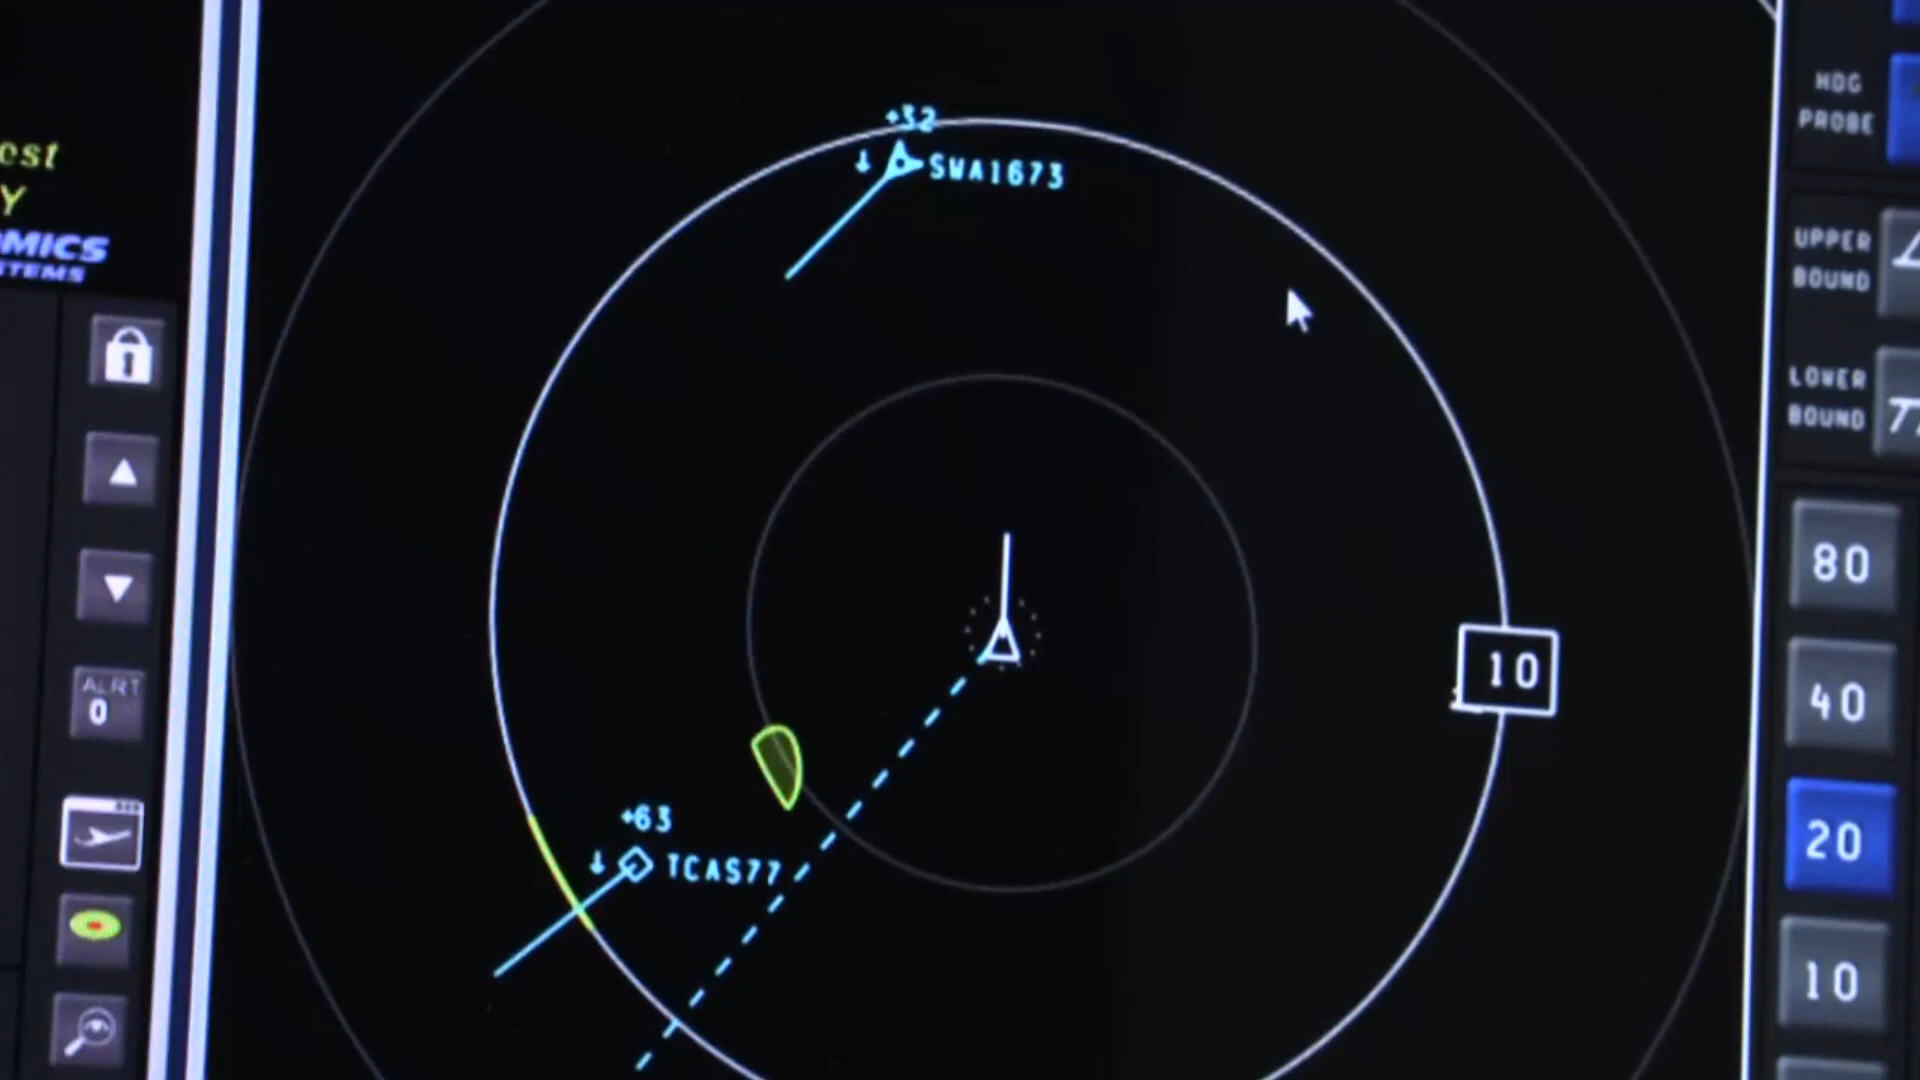 est
Y
MICS
STEMS
ALRT
0
+32
SWA1673
+63
TCAS77
10
HDG
PROBE
UPPER
BOUND
LOWER
BOUND
80
40
20
10